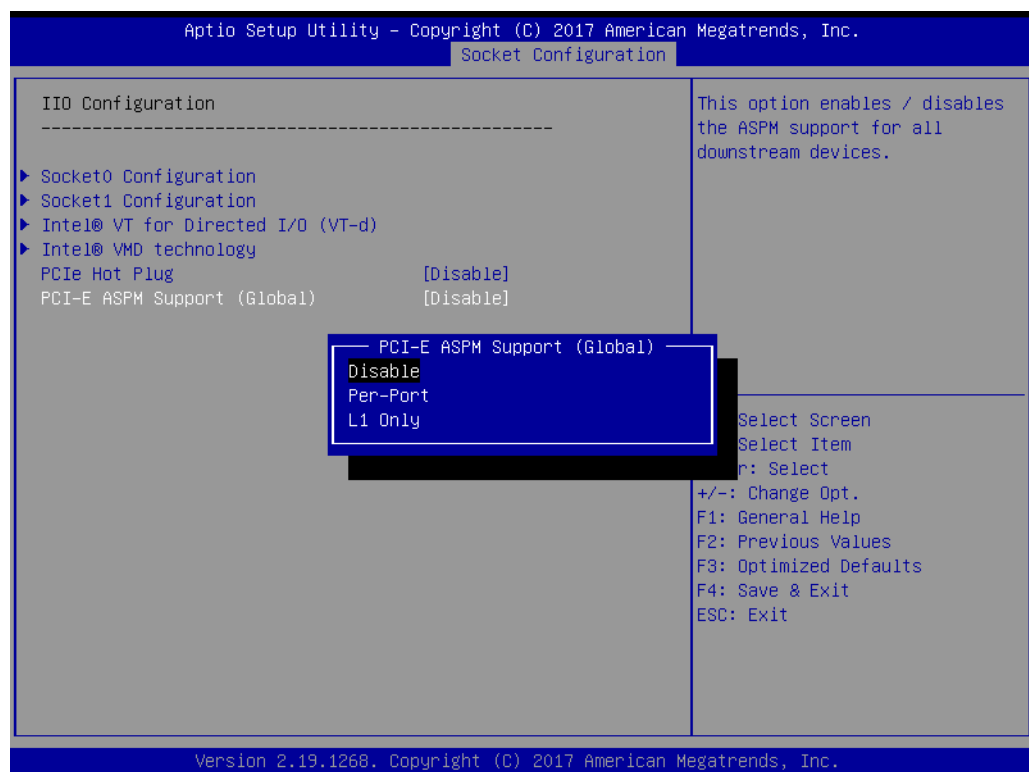 Aptio Setup Utility – Copyright (C) 2017 American Megatrends, Inc.
Socket Configuration
IIO Configuration
--------------------------------------------------
Socket0 Configuration
Socket1 Configuration
Intel® VT for Directed I/O (VT-d)
Intel® VMD technology
PCIe Hot Plug [Disable]
PCI-E ASPM Support (Global) [Disable]
PCI-E ASPM Support (Global)
Disable
Per-Port
L1 Only
This option enables / disables
the ASPM support for all
downstream devices.
Select Screen
Select Item
r: Select
+/-: Change Opt.
F1: General Help
F2: Previous Values
F3: Optimized Defaults
F4: Save & Exit
ESC: Exit
Version 2.19.1268. Copyright (C) 2017 American Megatrends, Inc.